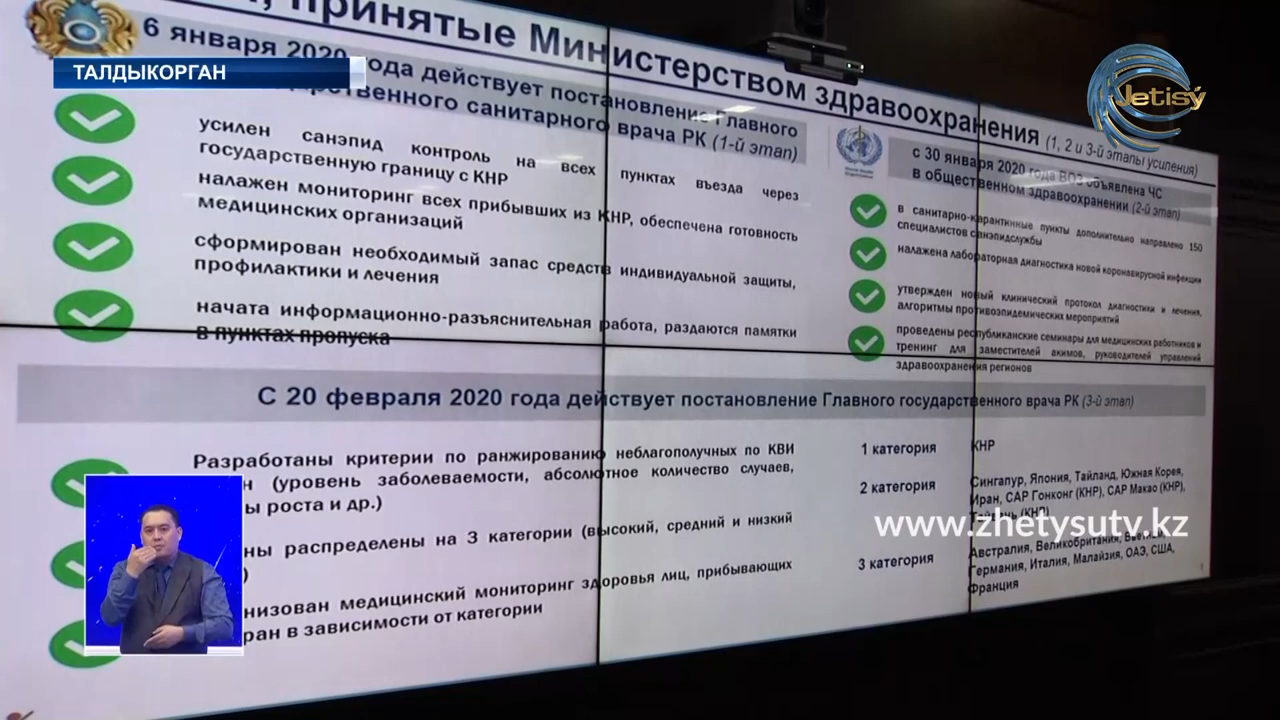 , принятые Министерством здравоохранения (1, 2 и 3-й этапы усиления)
ТАЛДЫКОРГАН
Jetisý
6 января 2020 года действует постановление Главного
государственного санитарного врача РК (1-й этап)
усилен санэпид контроль на всех пунктах въезда через
государственную границу с КНР
налажен мониторинг всех прибывших из КНР, обеспечена готовность
медицинских организаций
сформирован необходимый запас средств индивидуальной защиты,
профилактики и лечения
начата информационно-разъяснительная работа, раздаются памятки
в пунктах пропуска
World Health
Organization
с 30 января 2020 года ВОЗ объявлена ЧС
в общественном здравоохранении (2-й этап)
в санитарно-карантинные пункты дополнительно направлено 150
специалистов санэпидслужбы
налажена лабораторная диагностика новой коронавирусной инфекции
утвержден новый клинический протокол диагностики и лечения,
алгоритмы противоэпидемических мероприятий
проведены республиканские семинары для медицинских работников и
тренинг для заместителей акимов, руководителей управлений
здравоохранения регионов
С 20 февраля 2020 года действует постановление Главного государственного врача РК (3-й этап)
Разработаны критерии по ранжированию неблагополучных по КВИ
н (уровень заболеваемости, абсолютное количество случаев,
ы роста и др.)
ны распределены на 3 категории (высокий, средний и низкий
)
низован медицинский мониторинг здоровья лиц, прибывающих
ран в зависимости от категории
1 категория КНР
2 категория Сингапур, Япония, Тайланд, Южная Корея,
Иран, САР Гонконг (КНР), САР Макао (КНР),
Тайвань (КНР)
www.zhetysutv.kz
3 категория Австралия, Великобритания, Вьетнам,
Германия, Италия, Малайзия, ОАЭ, США,
Франция